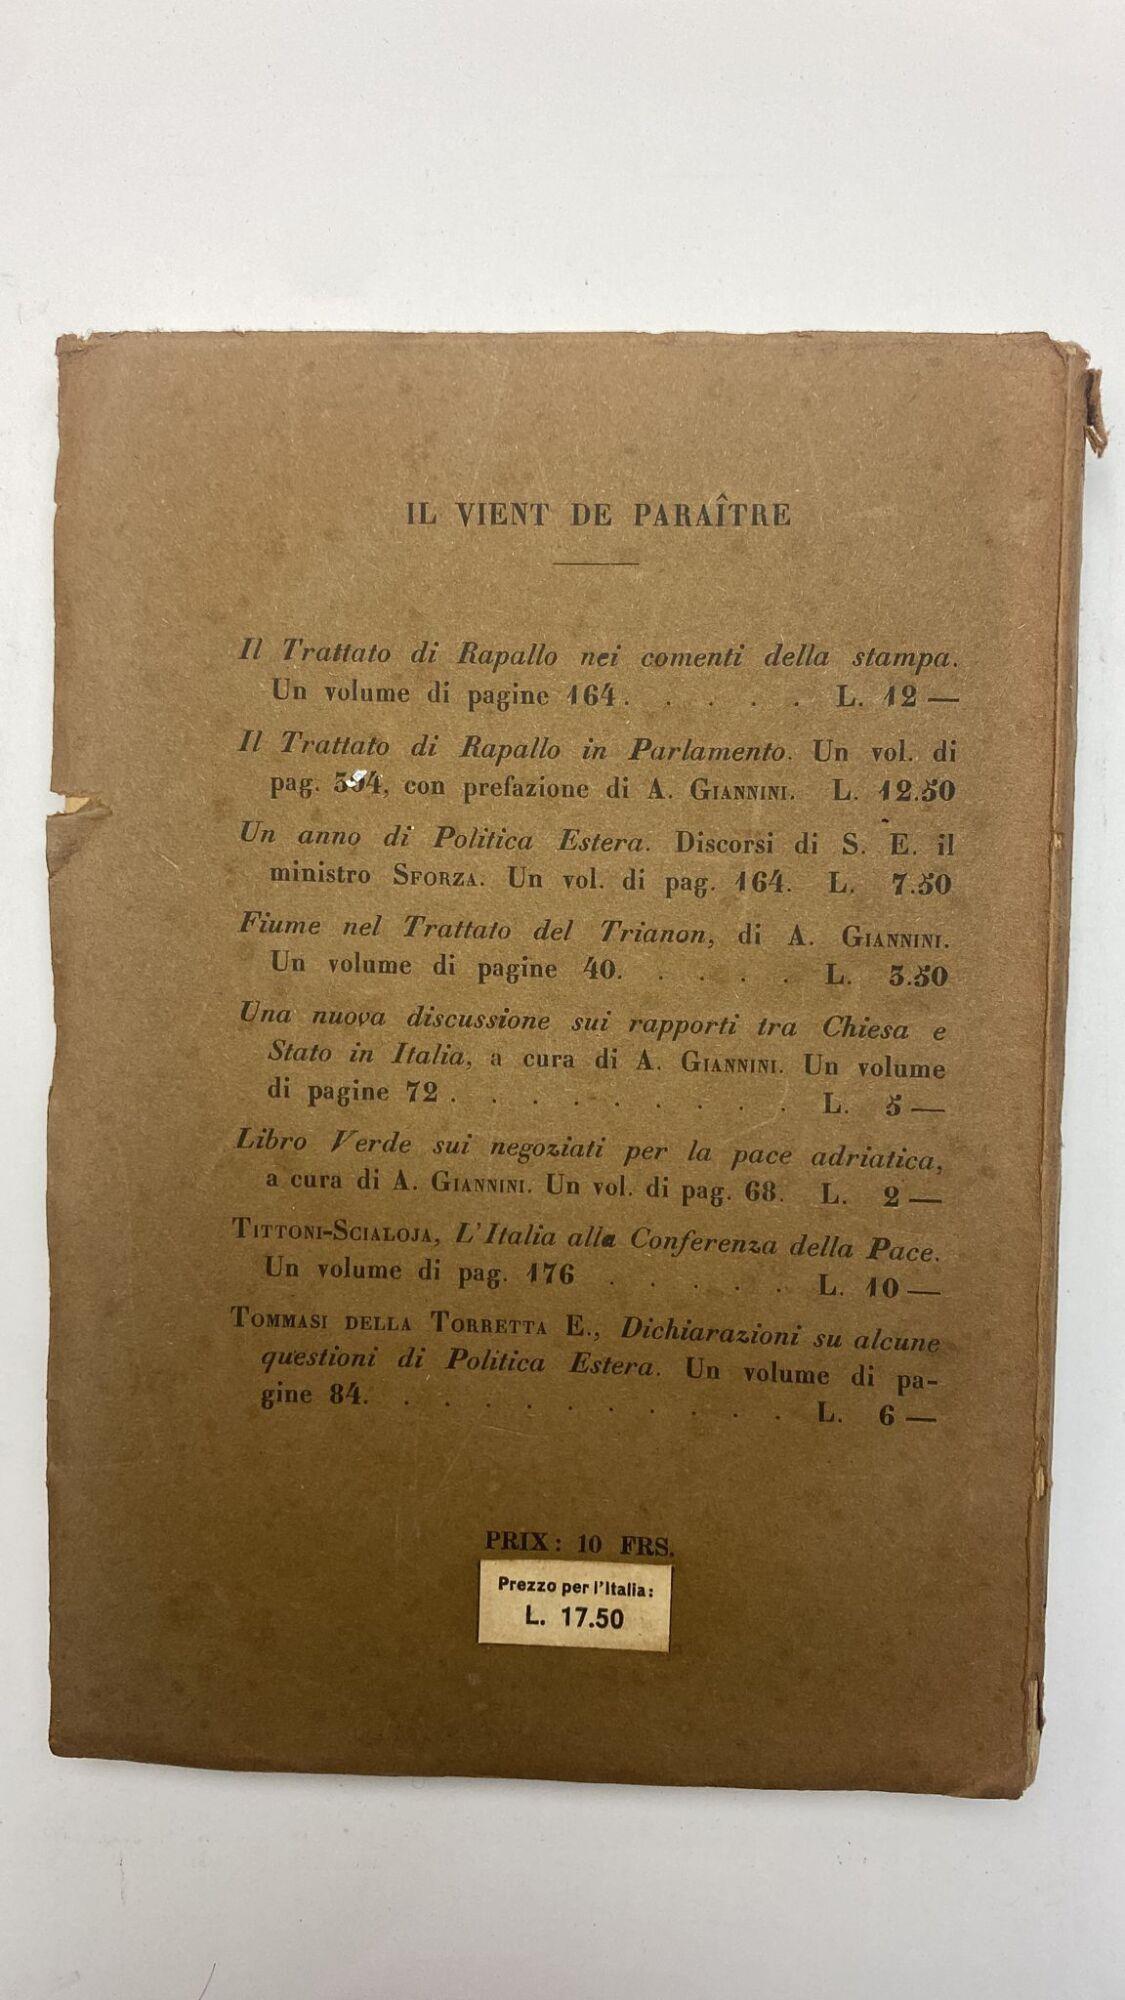 IL VIENT DE PARAÎTRE
Il Trattato di Rapallo nei comenti della stampa.
Un volume di pagine 164. . . . . L. 12 —
Il Trattato di Rapallo in Parlamento. Un vol. di
pag. con prefazione di A. GIANNINI. L. 12.50
Un anno di Politica Estera. Discorsi di S. E. il
ministro SFORZA. Un vol. di pag. 164. L. 7.50
Fiume nel Trattato del Trianon, di A. GIANNINI.
Un volume di pagine 40. . . . . L. 3.50
Una nuova discussione sui rapporti tra Chiesa e
Stato in Italia, a cura di A. GIANNINI. Un volume
di pagine 72 . . . . . . . . . L. 5 —
Libro Verde sui negoziati per la pace adriatica,
a cura di A. GIANNINI. Un vol. di pag. 68. L. 2 —
TITTONI-SCIALOJA, L'Italia alla Conferenza della Pace.
Un volume di pag. 176 . . . . . L. 10 —
TOMMASI DELLA TORRETTA E., Dichiarazioni su alcune
questioni di Politica Estera. Un volume di pa-
gine 84. . . . . . . . . . . L. 6 —
PRIX : 10 FRS.
Prezzo per l'Italia:
L. 17.50